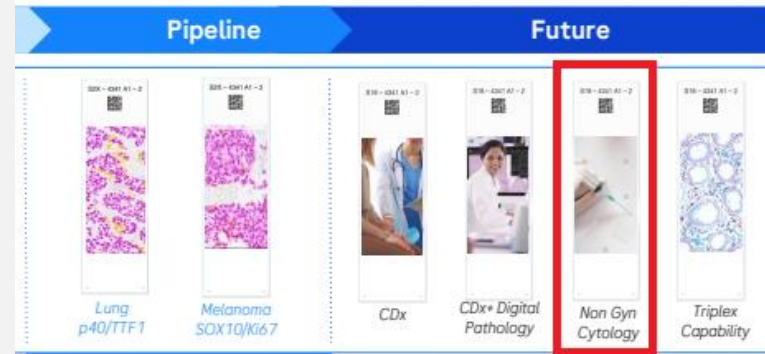 Pipeline
Future
Lung
p40/TTF1
Melanoma
SOX10/Ki67
CDx
CDx+ Digital
Pathology
Non Gyn
Cytology
Triplex
Capability